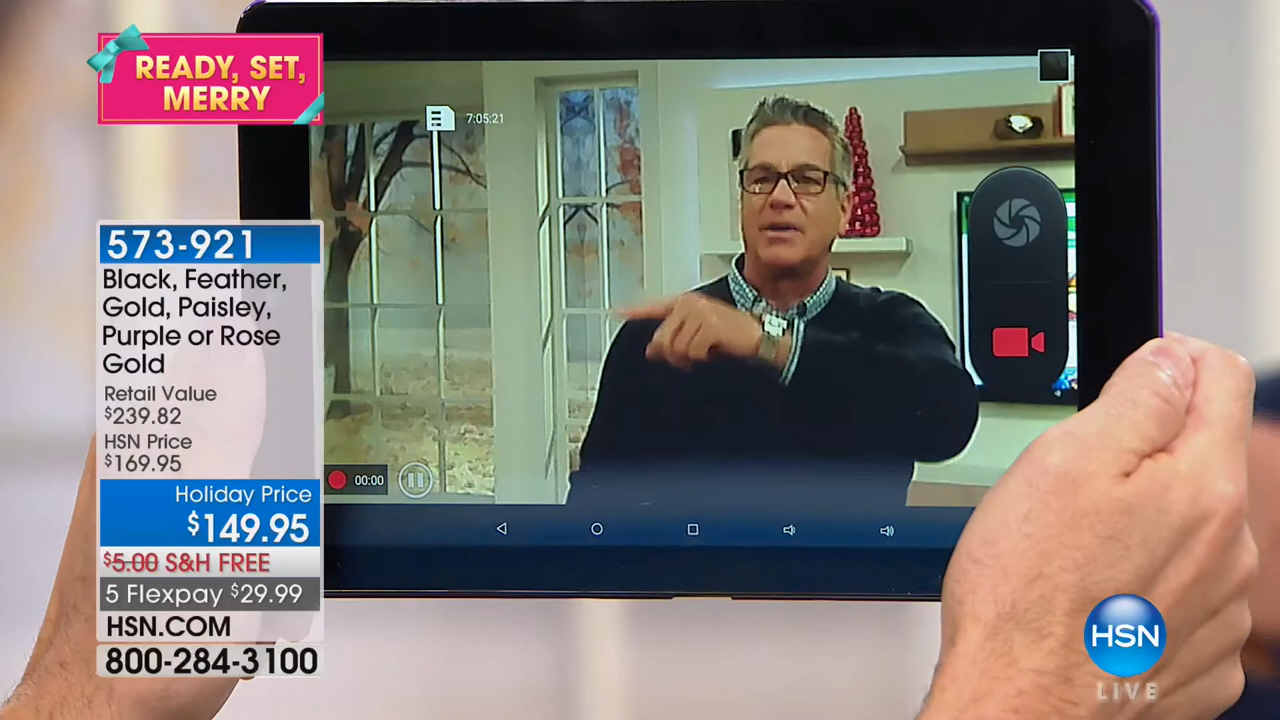 READY, SET,
MERRY
7:05:21
573-921
Black, Feather,
Gold, Paisley,
Purple or Rose
Gold
Retail Value
$239.82
HSN Price
$169.95
Holiday Price
$149.95
$5.00 S&H FREE
5 Flexpay $29.99
HSN.COM
800-284-3100
00:00
HSN
LIVE